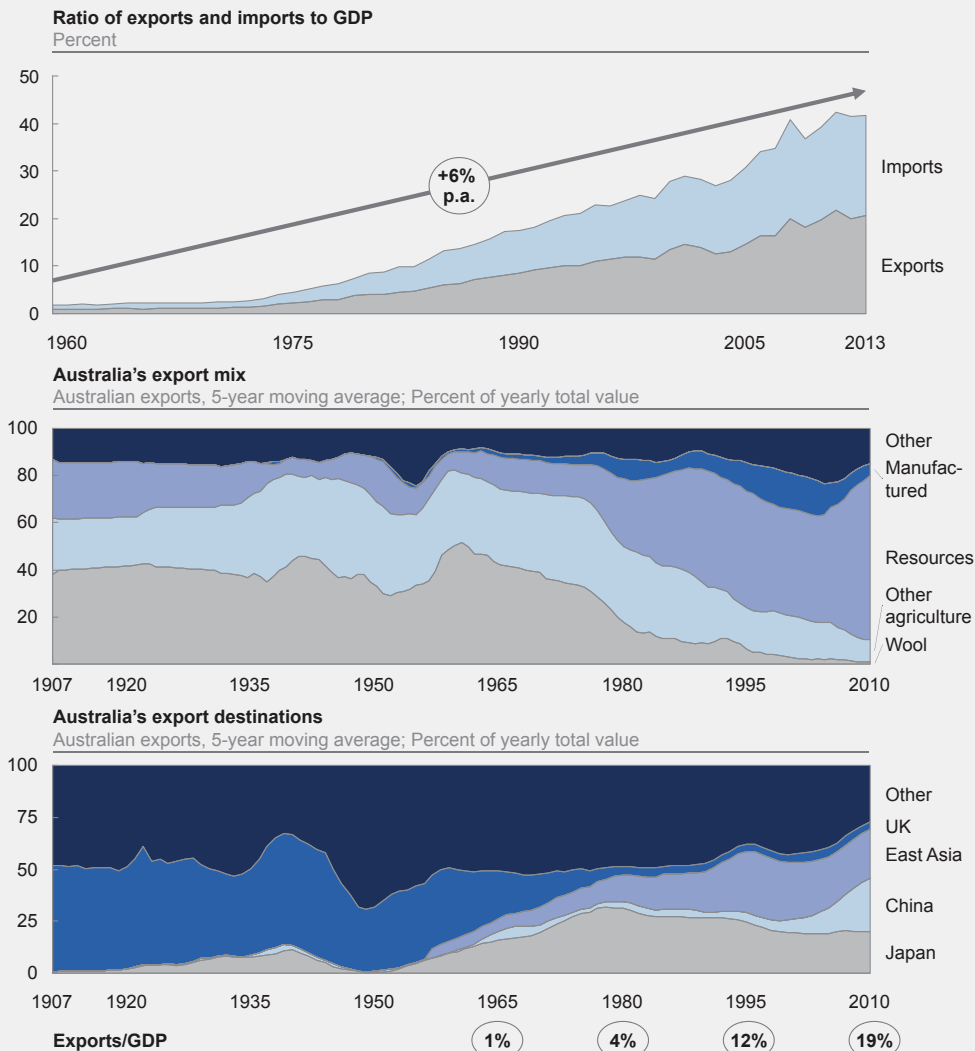 Ratio of exports and imports to GDP
Percent
50
40
30
20
10
0
+6%
p.a.
Imports
Exports
1960 1975 1990 2005 2013
Australia's export mix
Australian exports, 5-year moving average; Percent of yearly total value
100
80
60
40
20
Other
Manufac-
tured
Resources
Other
agriculture
Wool
1907 1920 1935 1950 1965 1980 1995 2010
Australia's export destinations
Australian exports, 5-year moving average; Percent of yearly total value
100
75
50
25
0
Other
UK
East Asia
China
Japan
1907 1920 1935 1950 1965 1980 1995 2010
Exports/GDP 1% 4% 12% 19%